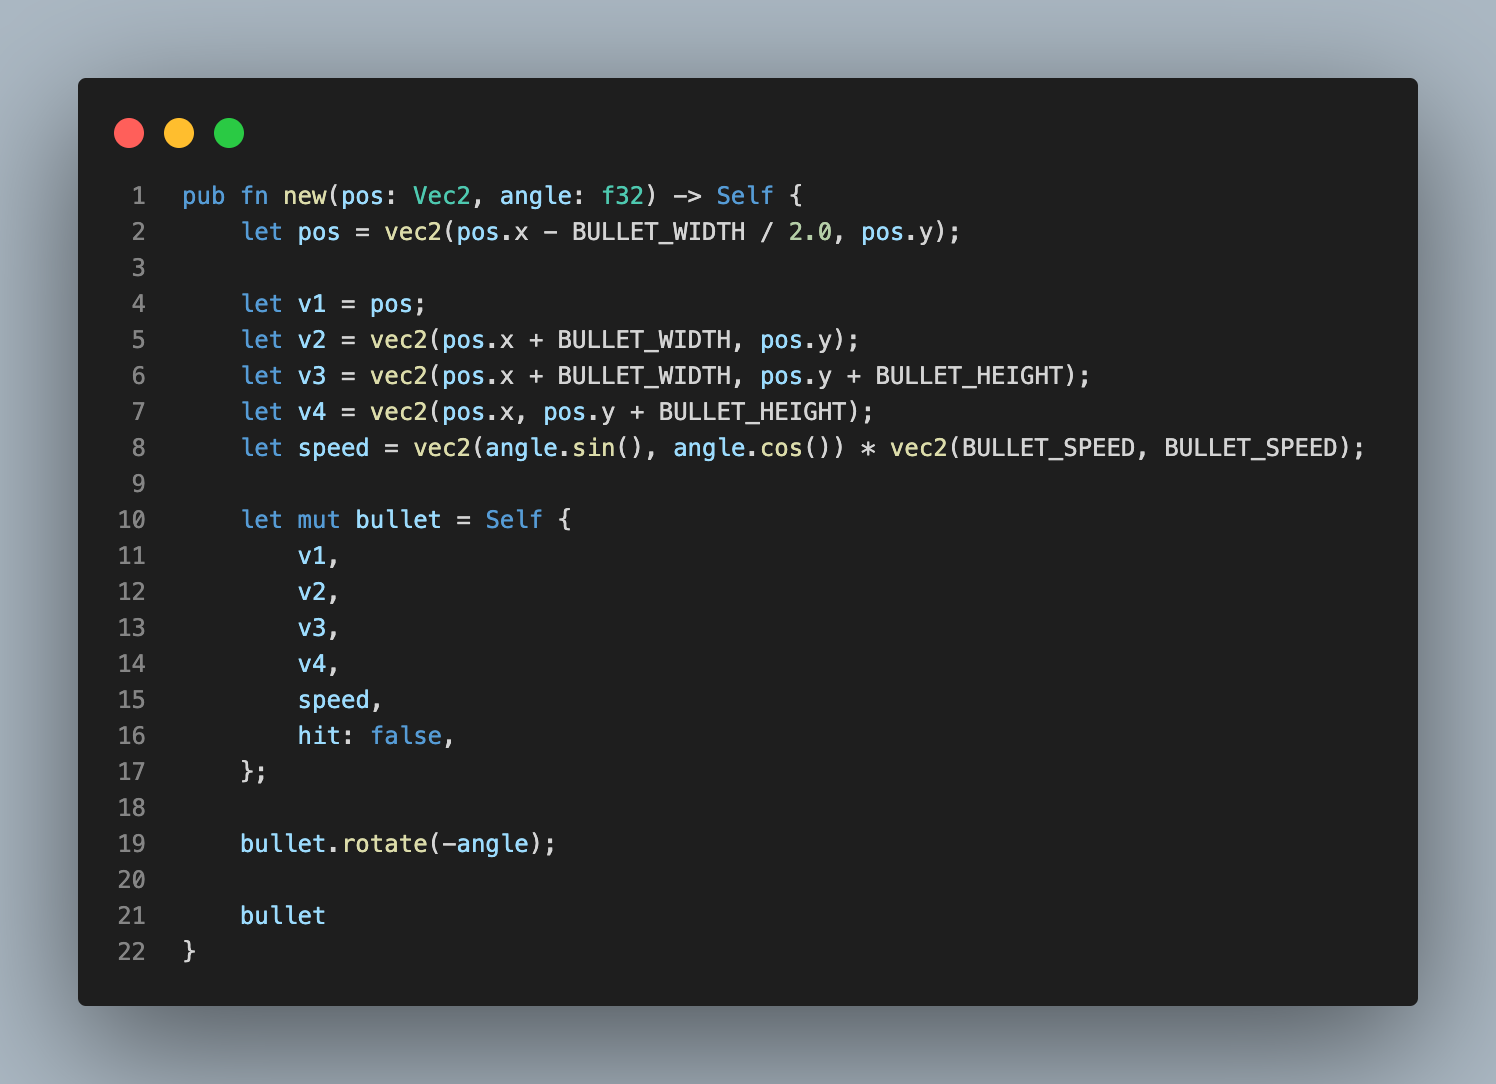 1 pub fn new(pos: Vec2, angle: f32) -> Self {
2     let pos = vec2(pos.x - BULLET_WIDTH / 2.0, pos.y);
3
4     let v1 = pos;
5     let v2 = vec2(pos.x + BULLET_WIDTH, pos.y);
6     let v3 = vec2(pos.x + BULLET_WIDTH, pos.y + BULLET_HEIGHT);
7     let v4 = vec2(pos.x, pos.y + BULLET_HEIGHT);
8     let speed = vec2(angle.sin(), angle.cos()) * vec2(BULLET_SPEED, BULLET_SPEED);
9
10     let mut bullet = Self {
11         v1,
12         v2,
13         v3,
14         v4,
15         speed,
16         hit: false,
17     };
18
19     bullet.rotate(-angle);
20
21     bullet
22 }